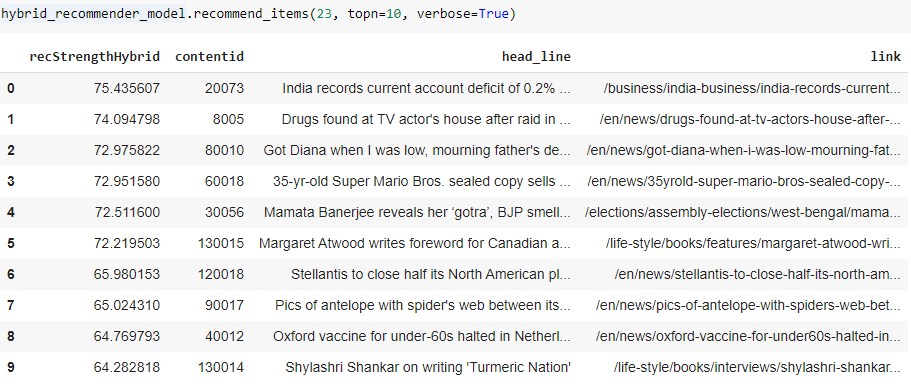 hybrid_recommender_model.recommend_items(23, topn=10, verbose=True)
recStrengthHybrid contentid head_line link
0 75.435607 20073 India records current account deficit of 0.2% ... /business/india-business/india-records-current...
1 74.094798 8005 Drugs found at TV actor's house after raid in ... /en/news/drugs-found-at-tv-actors-house-after-...
2 72.975822 80010 Got Diana when I was low, mourning father's de... /en/news/got-diana-when-i-was-low-mourning-fat...
3 72.951580 60018 35-yr-old Super Mario Bros. sealed copy sells ... /en/news/35yrold-super-mario-bros-sealed-copy-...
4 72.511600 30056 Mamata Banerjee reveals her ‘gotra’, BJP smell... /elections/assembly-elections/west-bengal/mama...
5 72.219503 130015 Margaret Atwood writes foreword for Canadian a... /life-style/books/features/margaret-atwood-wri...
6 65.980153 120018 Stellantis to close half its North American pl... /en/news/stellantis-to-close-half-its-north-am...
7 65.024310 90017 Pics of antelope with spider's web between its... /en/news/pics-of-antelope-with-spiders-web-bet...
8 64.769793 40012 Oxford vaccine for under-60s halted in Netherl... /en/news/oxford-vaccine-for-under60s-halted-in...
9 64.282818 130014 Shylashri Shankar on writing 'Turmeric Nation' /life-style/books/interviews/shylashri-shankar...